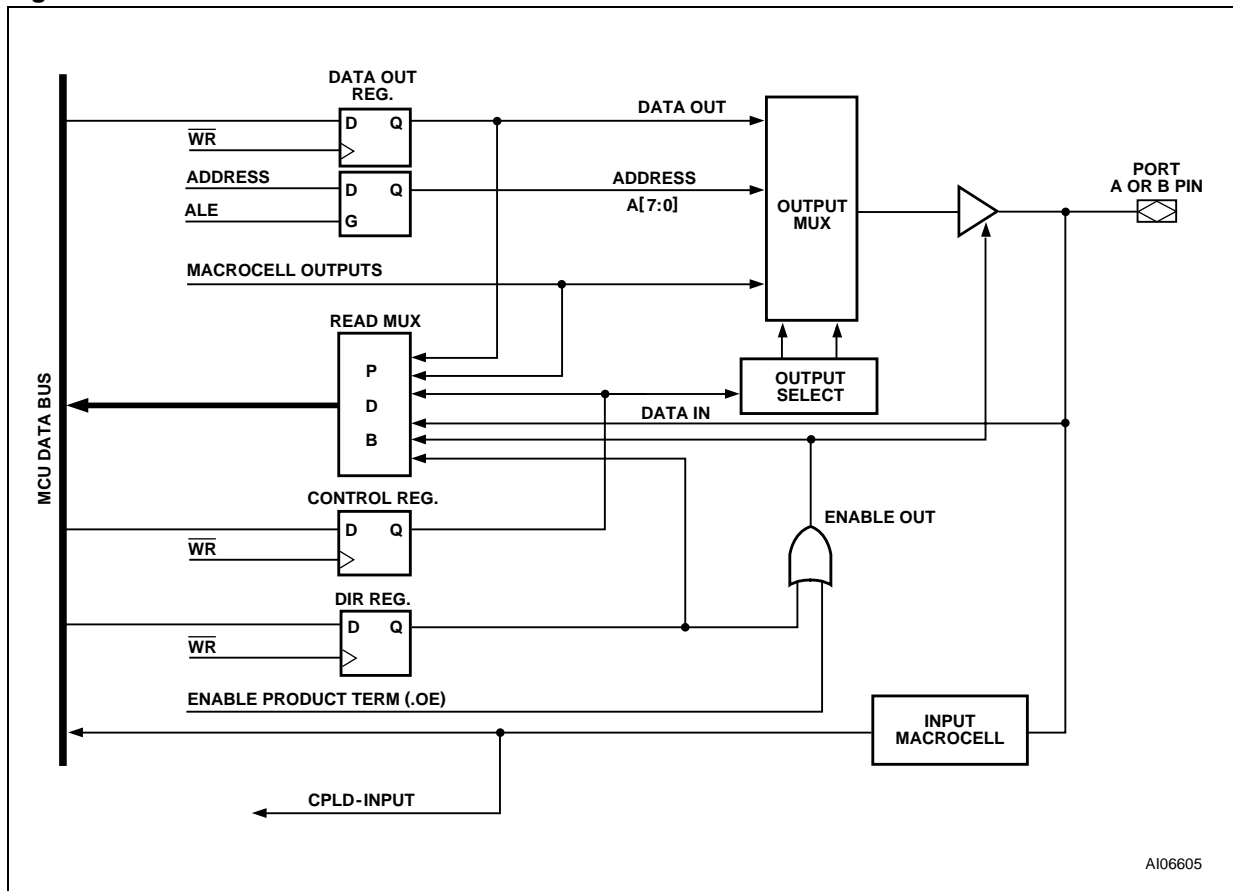 DATA OUT
REG.
D Q
WR
DATA OUT
ADDRESS
ALE
D Q
G
ADDRESS
A[7:0]
OUTPUT
MUX
PORT
A OR B PIN
MACROCELL OUTPUTS
READ MUX
P
D
B
OUTPUT
SELECT
DATA IN
MCU DATA BUS
CONTROL REG.
D Q
WR
ENABLE OUT
DIR REG.
D Q
WR
ENABLE PRODUCT TERM (.OE)
INPUT
MACROCELL
CPLD-INPUT
AI06605